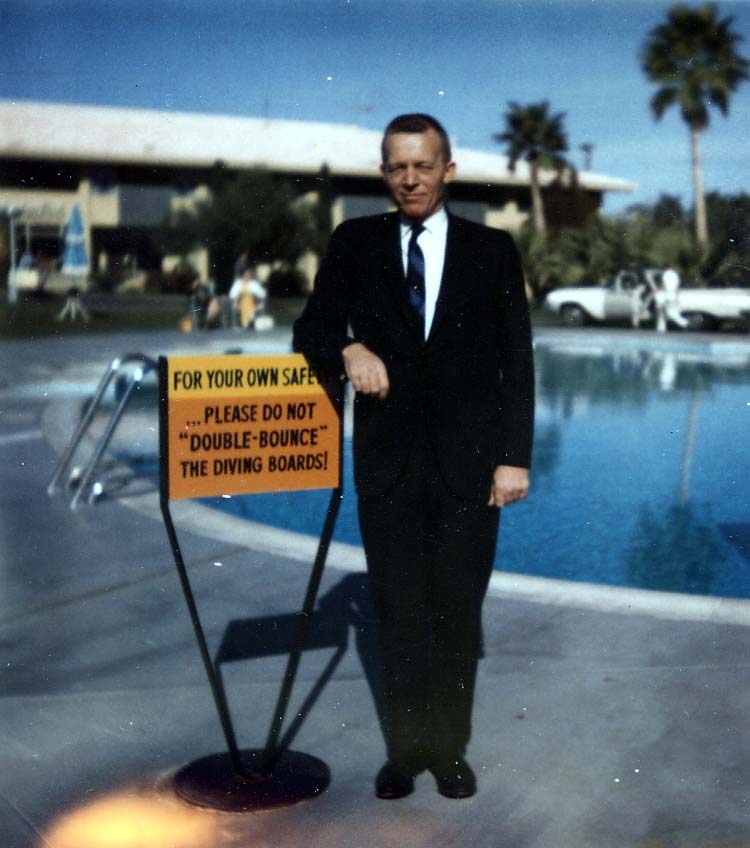 FOR YOUR OWN SAFE
...PLEASE DO NOT
"DOUBLE-BOUNCE"
THE DIVING BOARDS!